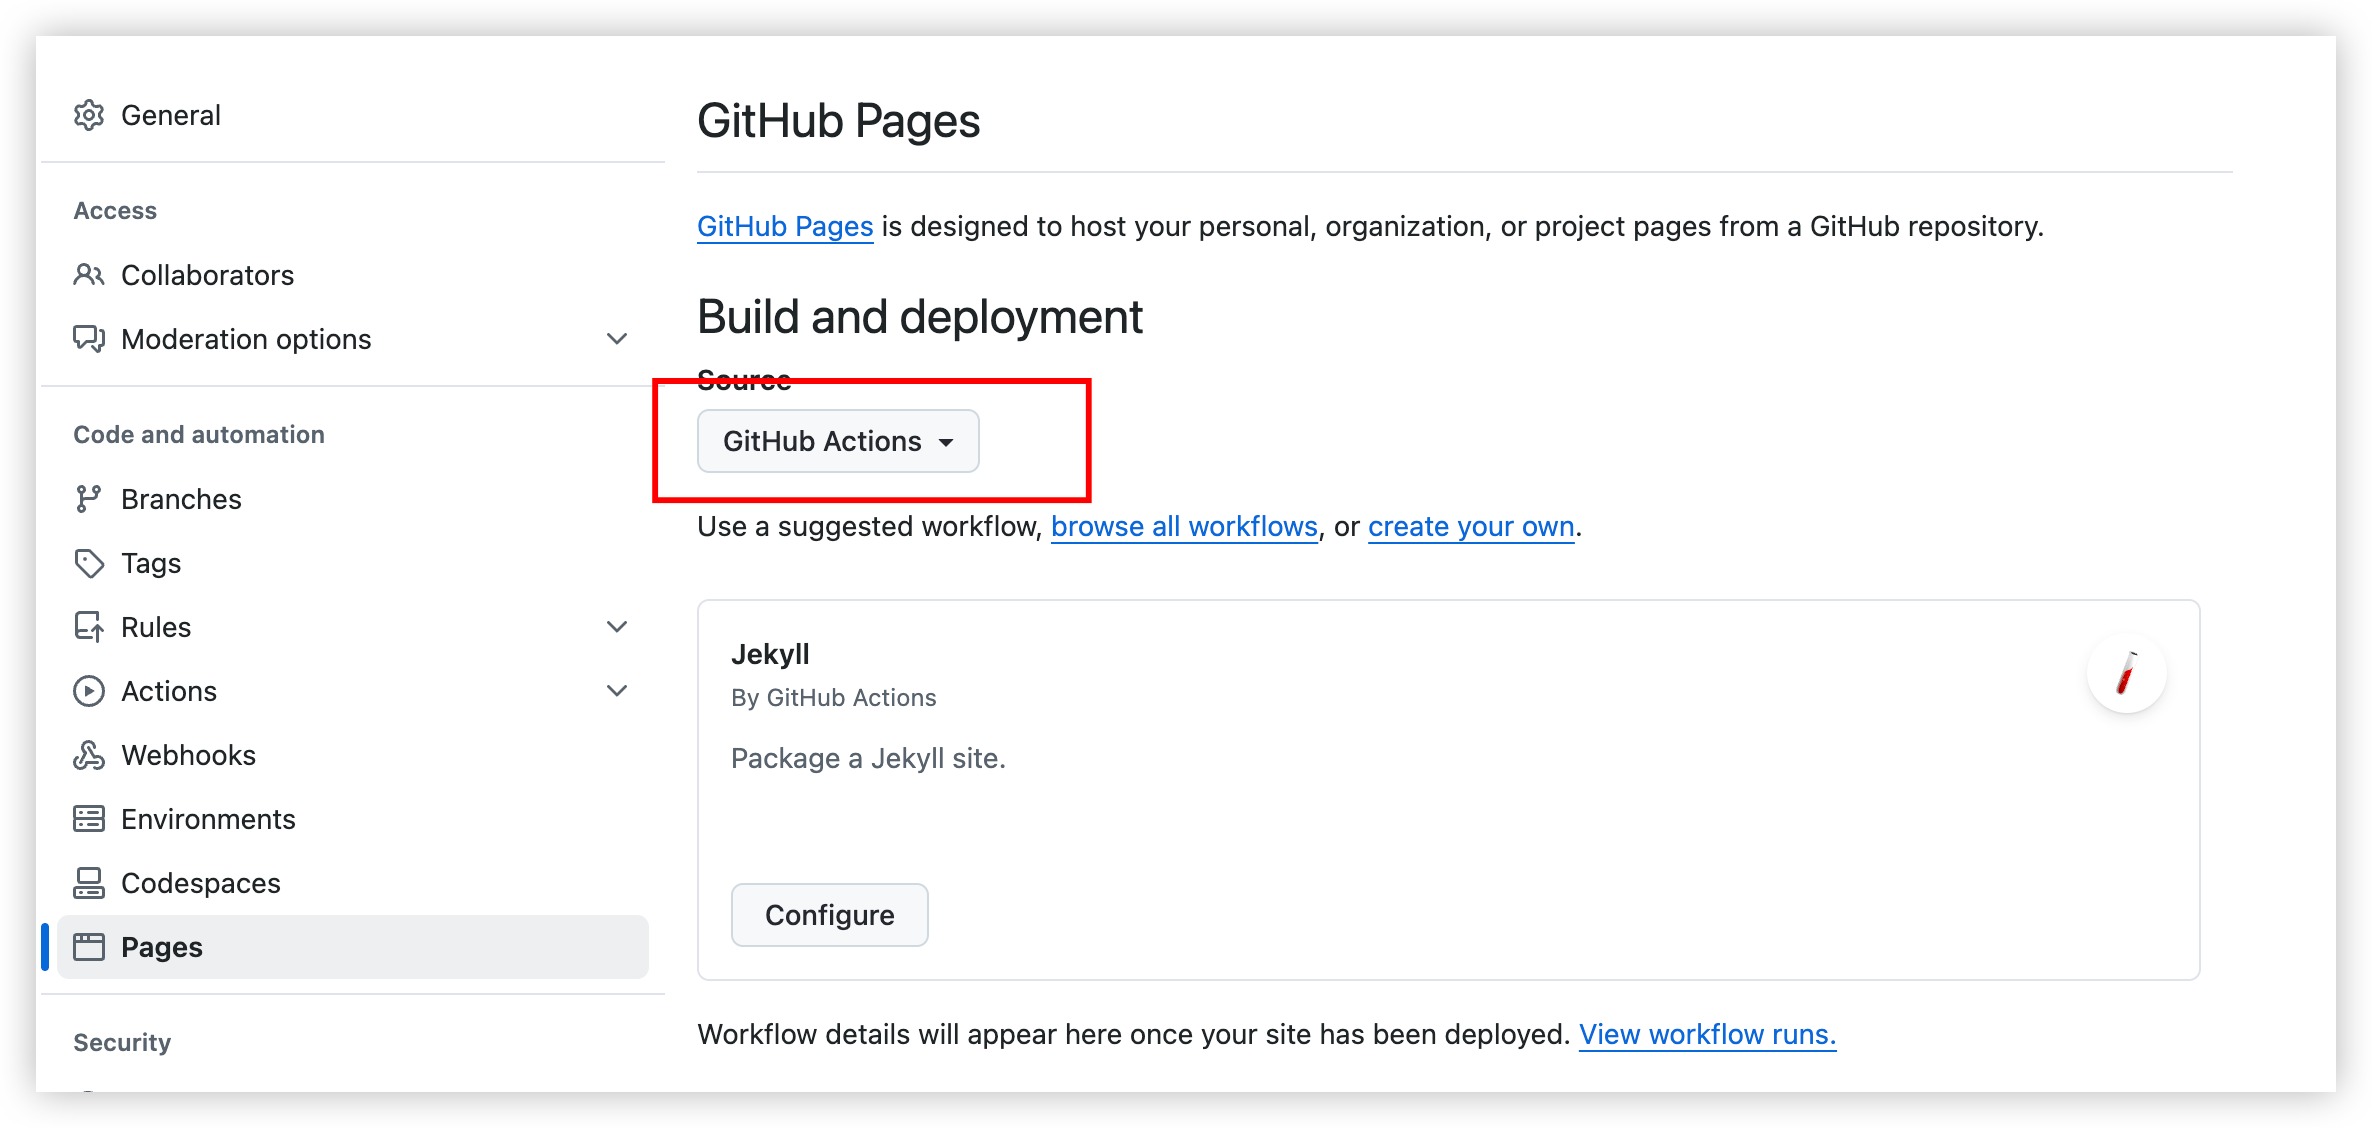 General
Access
Collaborators
Moderation options
Code and automation
Branches
Tags
Rules
Actions
Webhooks
Environments
Codespaces
Pages
Security
GitHub Pages
GitHub Pages is designed to host your personal, organization, or project pages from a GitHub repository.
Build and deployment
Source
GitHub Actions
Use a suggested workflow, browse all workflows, or create your own.
Jekyll
By GitHub Actions
Package a Jekyll site.
Configure
Workflow details will appear here once your site has been deployed. View workflow runs.